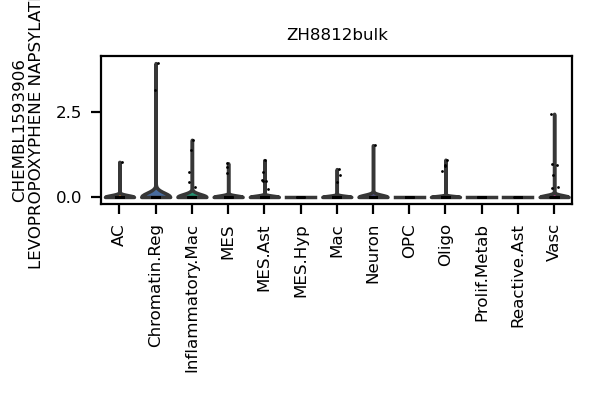 ZH8812bulk
CHEMBL1593906
LEVOPROPOXYPHENE
2.5
0.0
AC
Chromatin.Reg
Inflammatory.Mac
MES
MES.Ast
MES.Hyp
Mac
Neuron
OPC
Oligo
Prolif.Metab
Reactive.Ast
Vasc